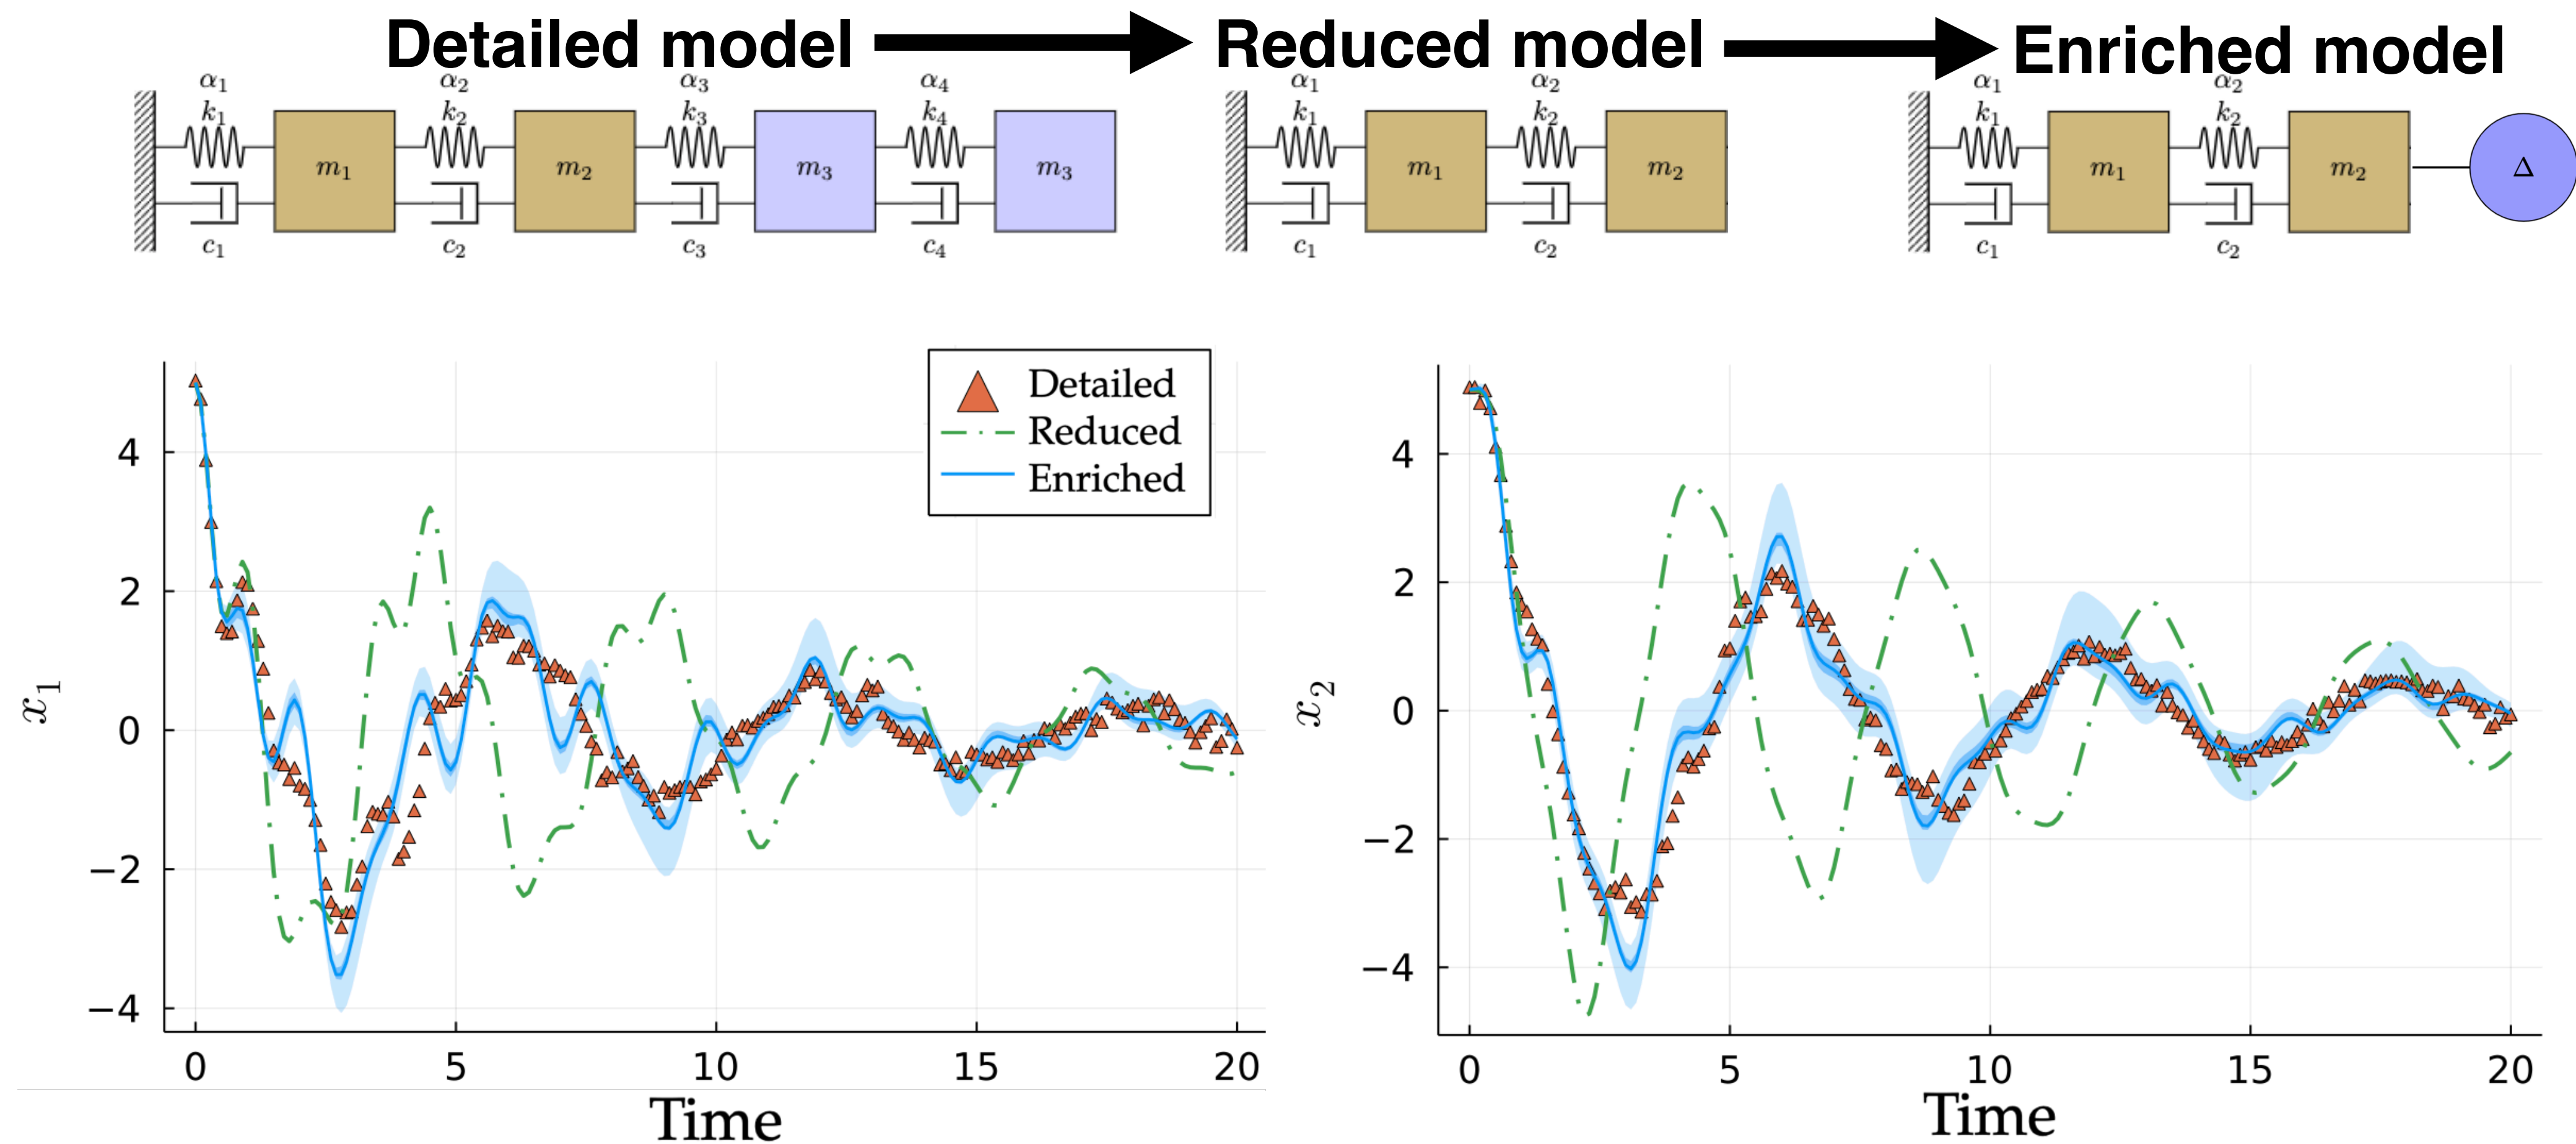 Detailed model
Reduced model
Enriched model
α₁ α₂ α₃ α₄
k₁ k₂ k₃ k₄
m₁ m₂ m₃ m₃
c₁ c₂ c₃ c₄
α₁ α₂
k₁ k₂
m₁ m₂
c₁ c₂
α₁ α₂
k₁ k₂
m₁ m₂ Δ
c₁ c₂
Detailed
Reduced
Enriched
x₁
4
2
0
−2
−4
0 5 10 15 20
Time
x₂
4
2
0
−2
−4
0 5 10 15 20
Time